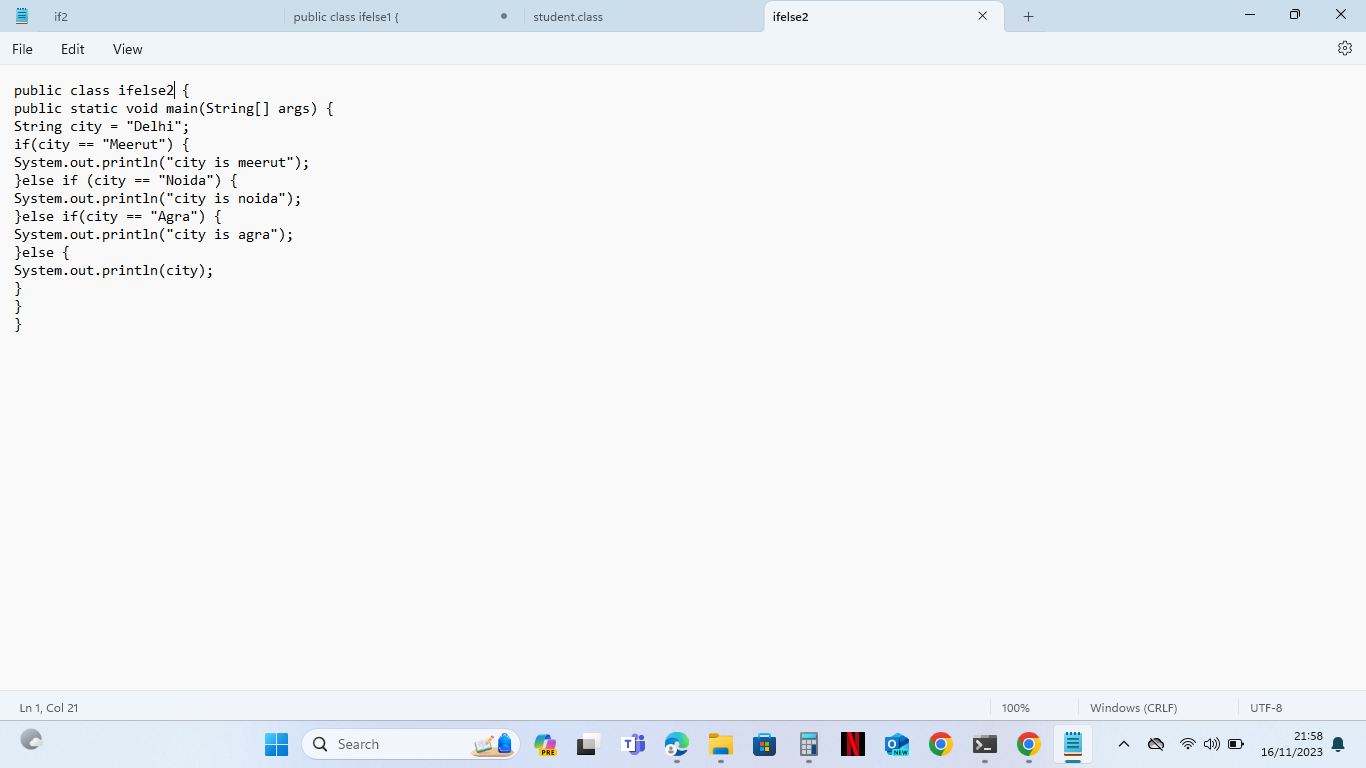 if2
public class ifelse1 {
student.class
ifelse2
File Edit View
public class ifelse2 {
public static void main(String[] args) {
String city = "Delhi";
if(city == "Meerut") {
System.out.println("city is meerut");
}else if (city == "Noida") {
System.out.println("city is noida");
}else if(city == "Agra") {
System.out.println("city is agra");
}else {
System.out.println(city);
}
}
}
Ln 1, Col 21
100%
Windows (CRLF)
UTF-8
Search
PRE
T
N
NEW
21:58
16/11/2023